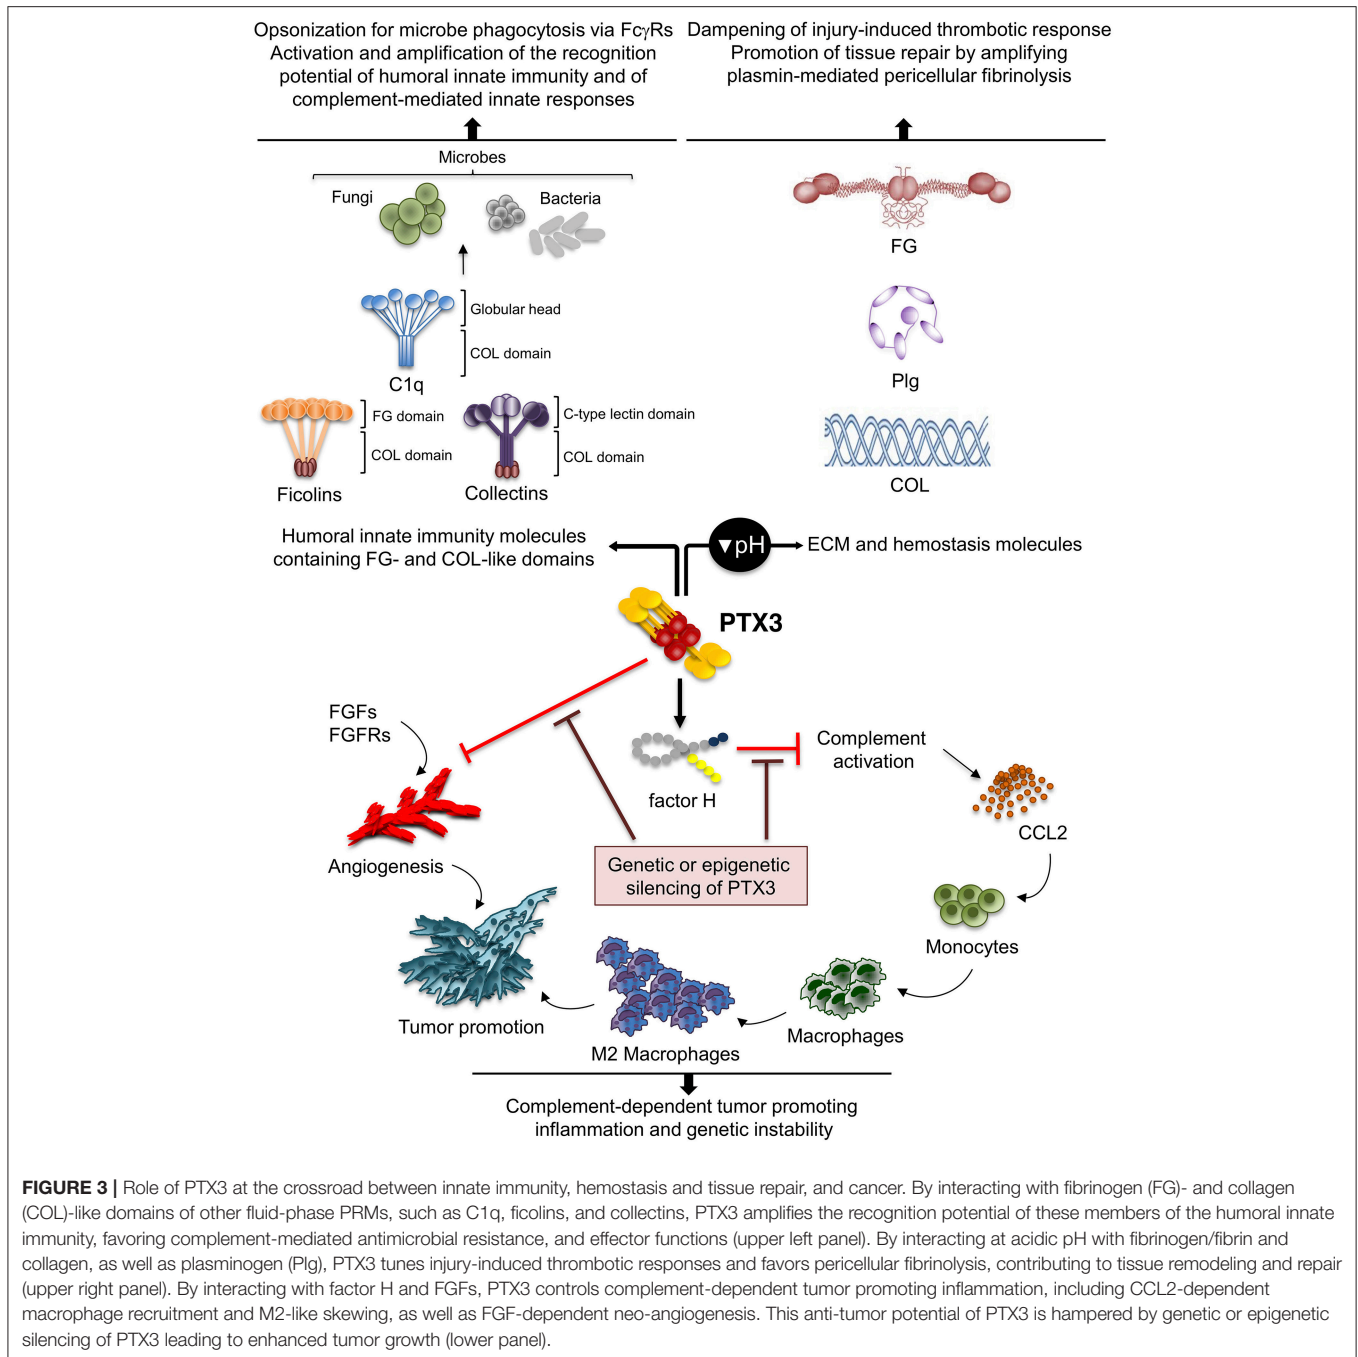 Opsonization for microbe phagocytosis via FcγRs
Activation and amplification of the recognition
potential of humoral innate immunity and of
complement-mediated innate responses
Dampening of injury-induced thrombotic response
Promotion of tissue repair by amplifying
plasmin-mediated pericellular fibrinolysis
Microbes
Fungi
Bacteria
Globular head
COL domain
C1q
FG domain
COL domain
Ficolins
C-type lectin domain
COL domain
Collectins
FG
Plg
COL
Humoral innate immunity molecules
containing FG- and COL-like domains
▼pH
ECM and hemostasis molecules
PTX3
FGFs
FGFRs
Angiogenesis
factor H
Complement
activation
CCL2
Genetic or epigenetic
silencing of PTX3
Monocytes
Macrophages
M2 Macrophages
Tumor promotion
Complement-dependent tumor promoting
inflammation and genetic instability
FIGURE 3 | Role of PTX3 at the crossroad between innate immunity, hemostasis and tissue repair, and cancer. By interacting with fibrinogen (FG)- and collagen
(COL)-like domains of other fluid-phase PRMs, such as C1q, ficolins, and collectins, PTX3 amplifies the recognition potential of these members of the humoral innate
immunity, favoring complement-mediated antimicrobial resistance, and effector functions (upper left panel). By interacting at acidic pH with fibrinogen/fibrin and
collagen, as well as plasminogen (Plg), PTX3 tunes injury-induced thrombotic responses and favors pericellular fibrinolysis, contributing to tissue remodeling and repair
(upper right panel). By interacting with factor H and FGFs, PTX3 controls complement-dependent tumor promoting inflammation, including CCL2-dependent
macrophage recruitment and M2-like skewing, as well as FGF-dependent neo-angiogenesis. This anti-tumor potential of PTX3 is hampered by genetic or epigenetic
silencing of PTX3 leading to enhanced tumor growth (lower panel).